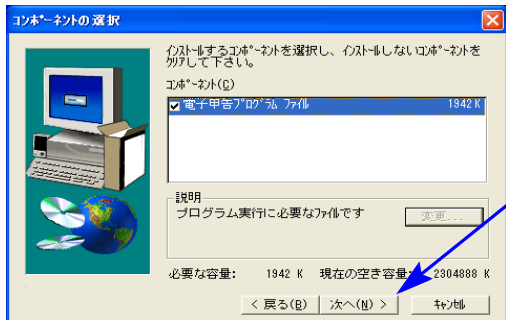 コンポーネントの選択
インストールするコンポーネントを選択し、インストールしないコンポーネントを
クリアして下さい。
コンポーネント(C)
電子申告プログラム ファイル 1942 K
説明
プログラム実行に必要なファイルです
変更...
必要な容量: 1942 K 現在の空き容量: 2304888 K
< 戻る(B) 次へ(N) > キャンセル